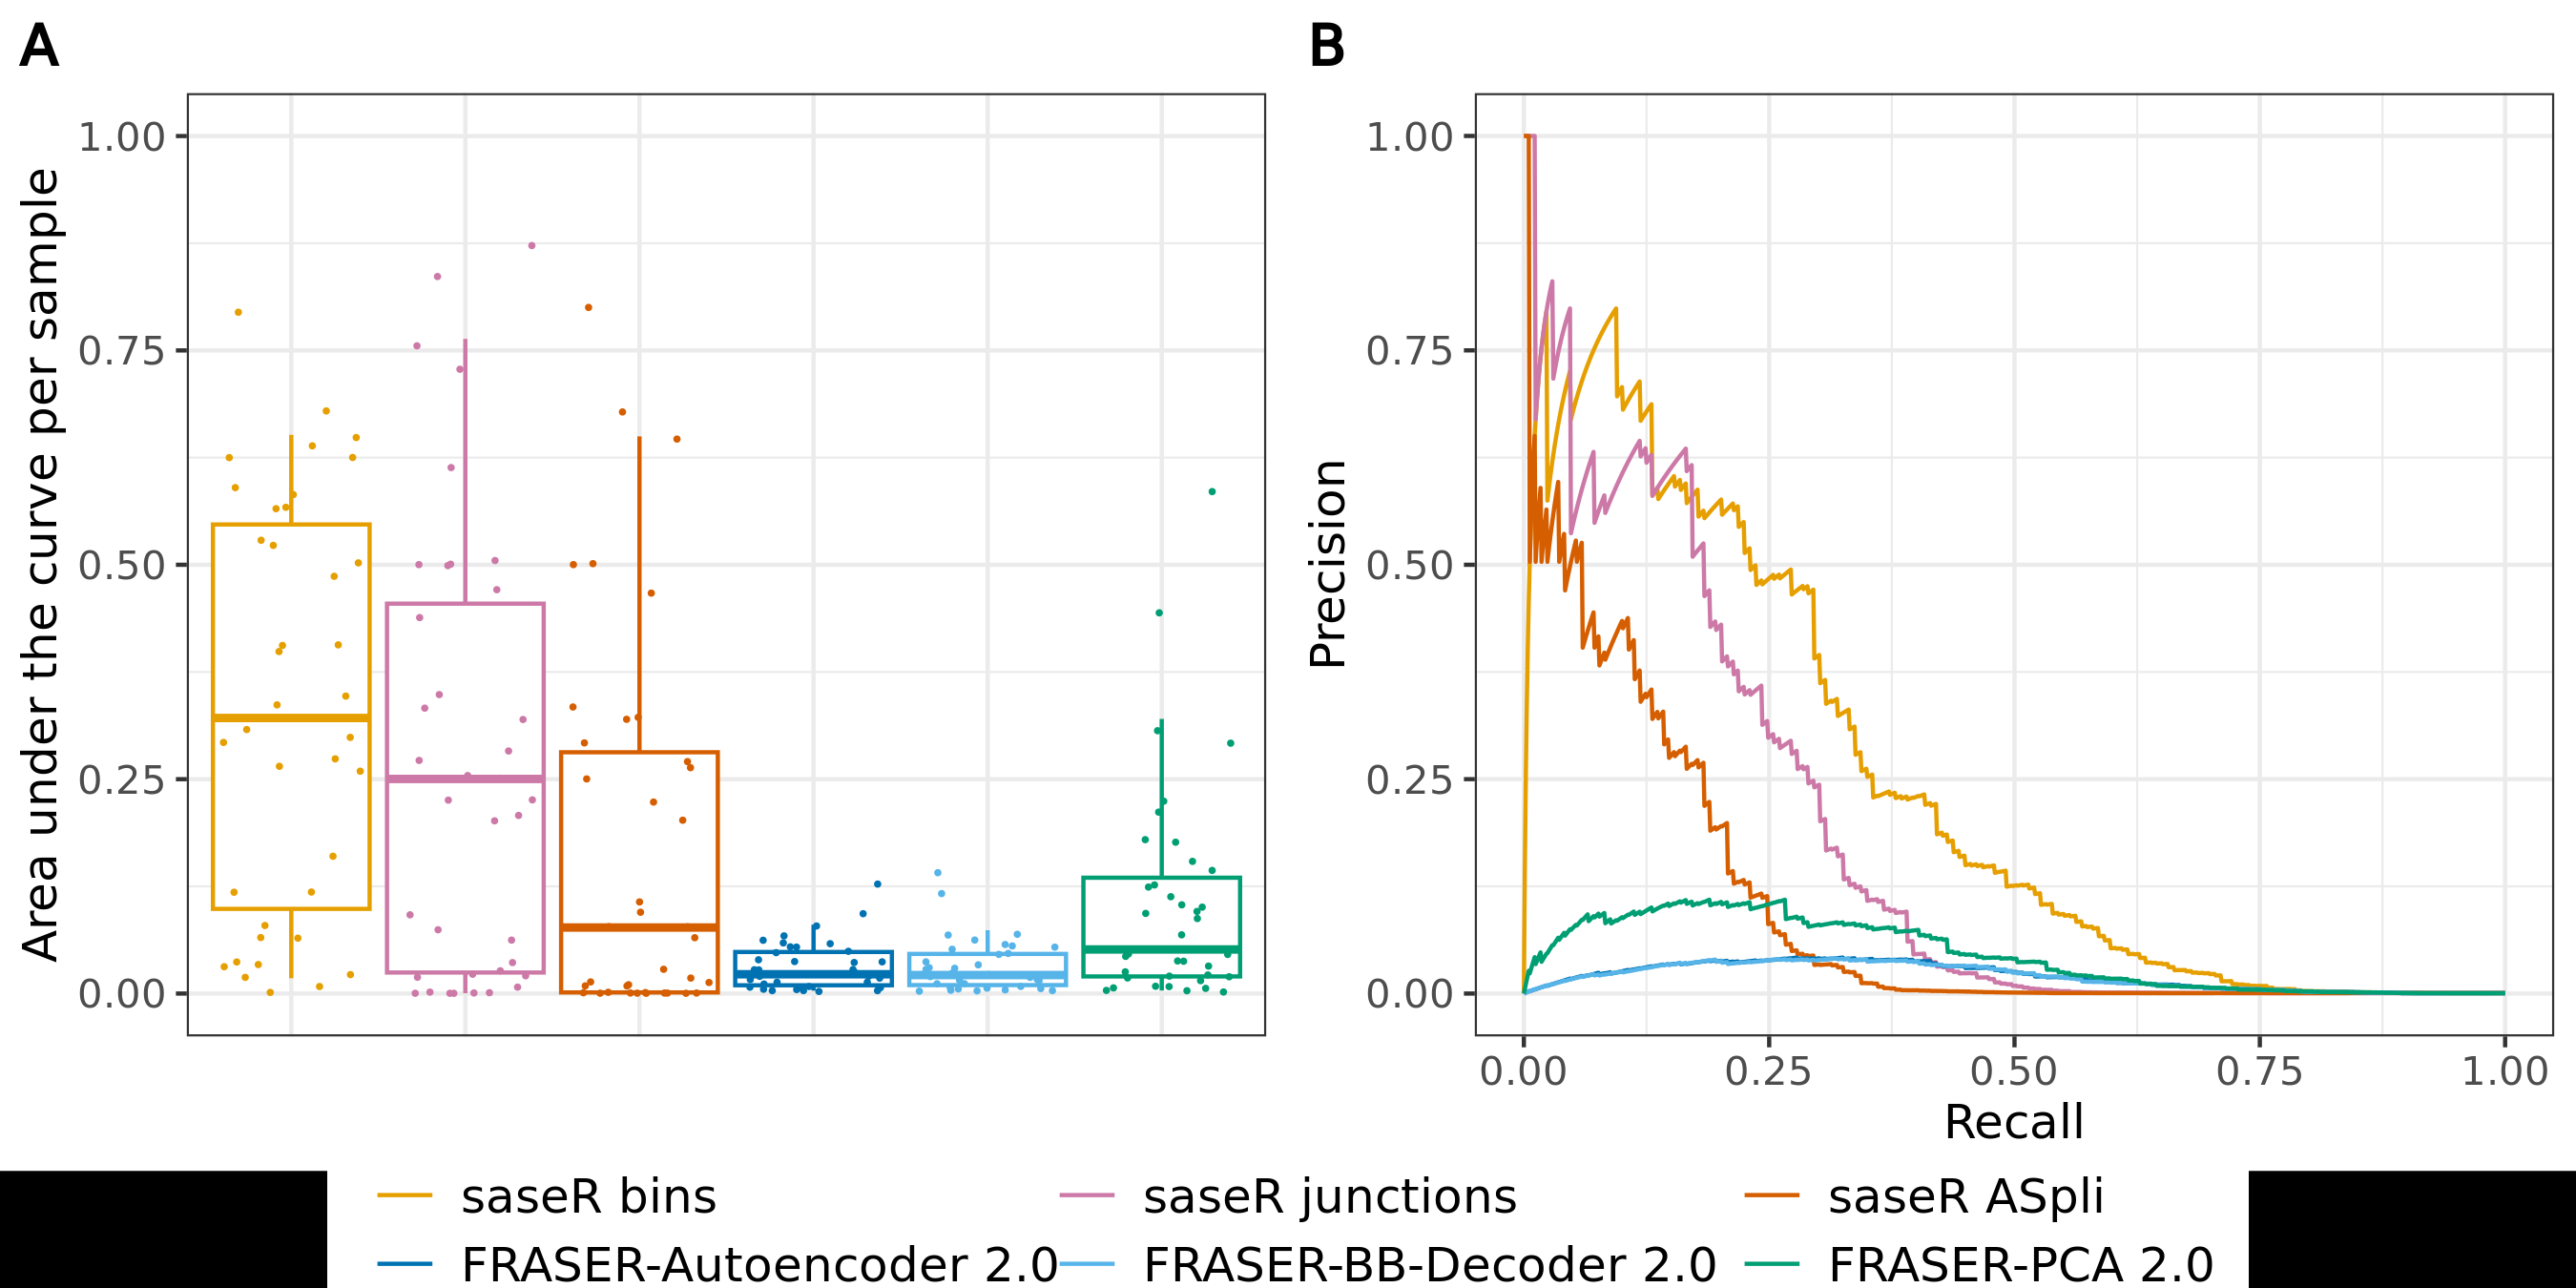 A
B
Area under the curve per sample
1.00
0.75
0.50
0.25
0.00
Precision
1.00
0.75
0.50
0.25
0.00
0.00 0.25 0.50 0.75 1.00
Recall
saseR bins saseR junctions saseR ASpli
FRASER-Autoencoder 2.0 FRASER-BB-Decoder 2.0 FRASER-PCA 2.0